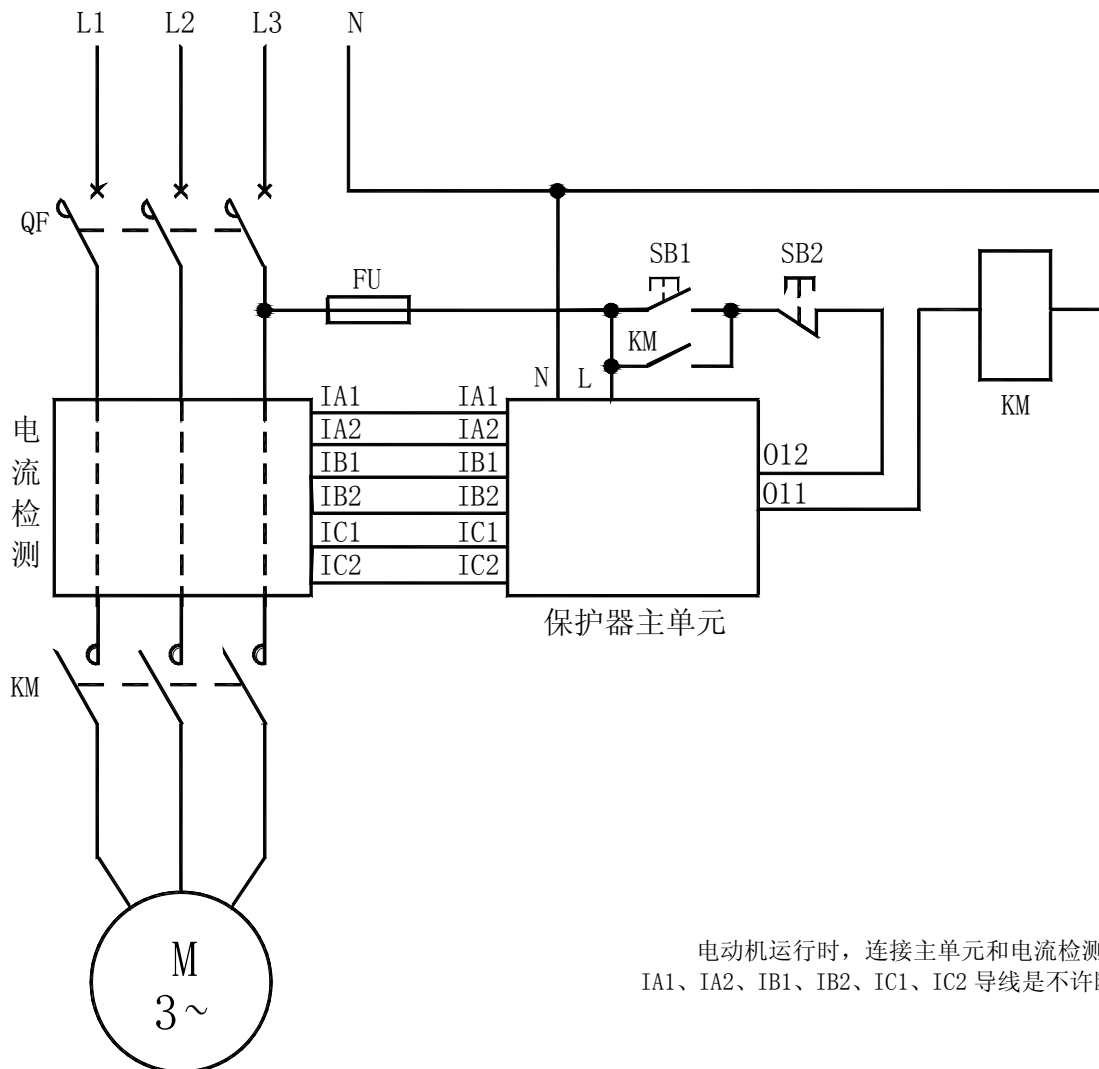 L1 L2 L3 N
QF
FU
SB1 SB2
KM
N L
KM
IA1 IA1
IA2 IA2
IB1 IB1
IB2 IB2
IC1 IC1
IC2 IC2
电流检测
O12
O11
保护器主单元
KM
M
3~
电动机运行时，连接主单元和电流检测
IA1、IA2、IB1、IB2、IC1、IC2 导线是不许